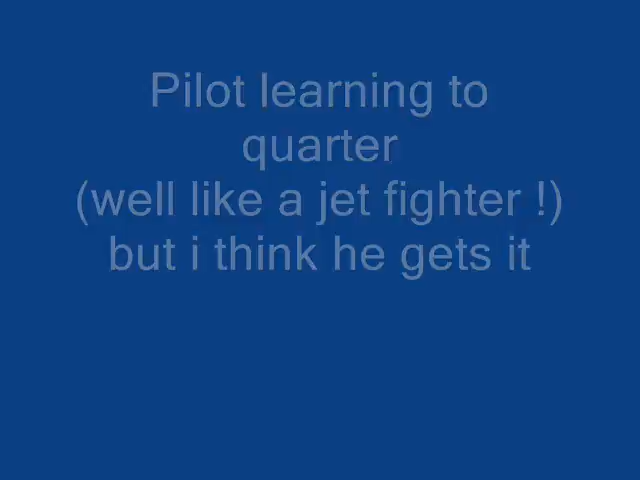 Pilot learning to
quarter
(well like a jet fighter !)
but i think he gets it